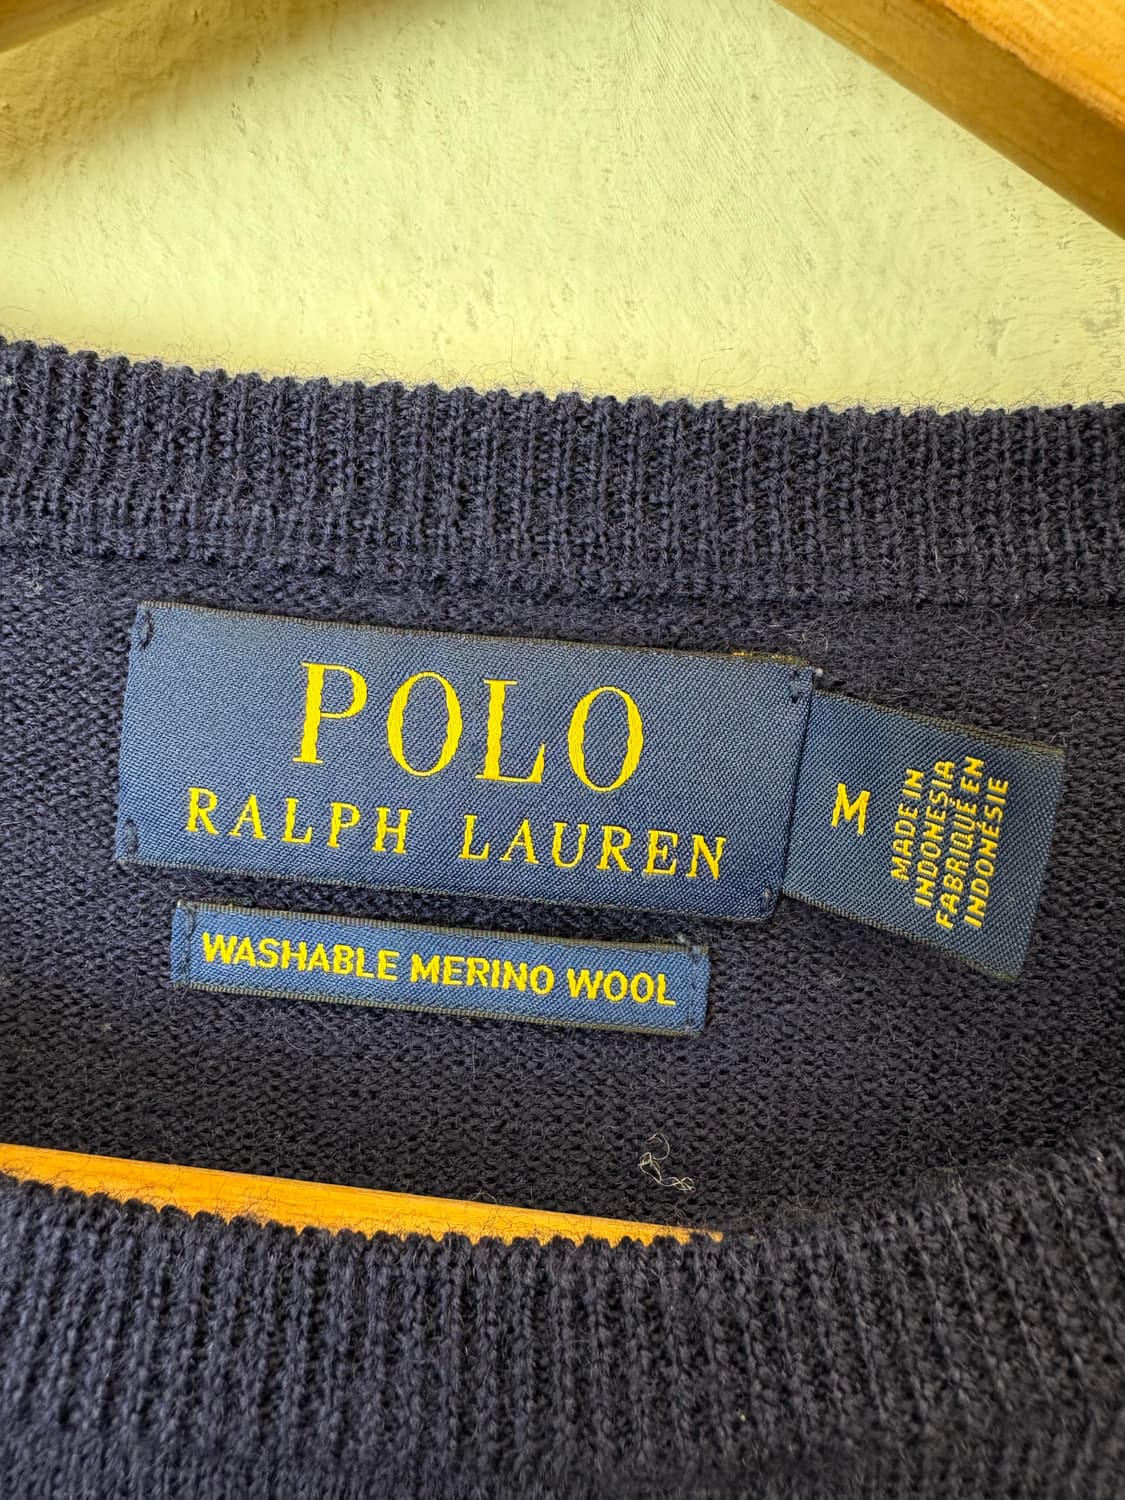 POLO
RALPH LAUREN
M
MADE IN
INDONESIA
FABRIQUÉ EN
INDONÉSIE
WASHABLE MERINO WOOL